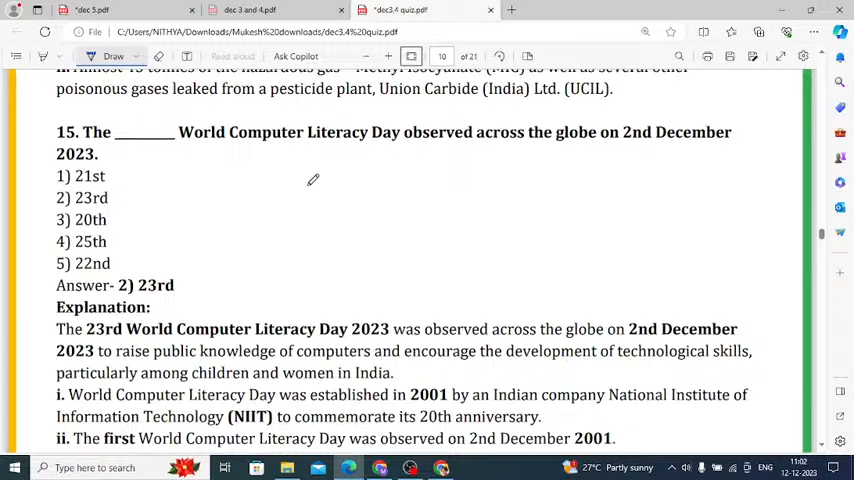 *dec 5.pdf
dec 3 and 4.pdf
*dec3,4 quiz.pdf
File C:/Users/NITHYA/Downloads/Mukesh%20downloads/dec3,4%20quiz.pdf
Draw Read aloud Ask Copilot 10 of 21
poisonous gases leaked from a pesticide plant, Union Carbide (India) Ltd. (UCIL).
15. The _________ World Computer Literacy Day observed across the globe on 2nd December
2023.
1) 21st
2) 23rd
3) 20th
4) 25th
5) 22nd
Answer- 2) 23rd
Explanation:
The 23rd World Computer Literacy Day 2023 was observed across the globe on 2nd December
2023 to raise public knowledge of computers and encourage the development of technological skills,
particularly among children and women in India.
i. World Computer Literacy Day was established in 2001 by an Indian company National Institute of
Information Technology (NIIT) to commemorate its 20th anniversary.
ii. The first World Computer Literacy Day was observed on 2nd December 2001.
Type here to search
27°C Partly sunny
ENG
11:02
12-12-2023